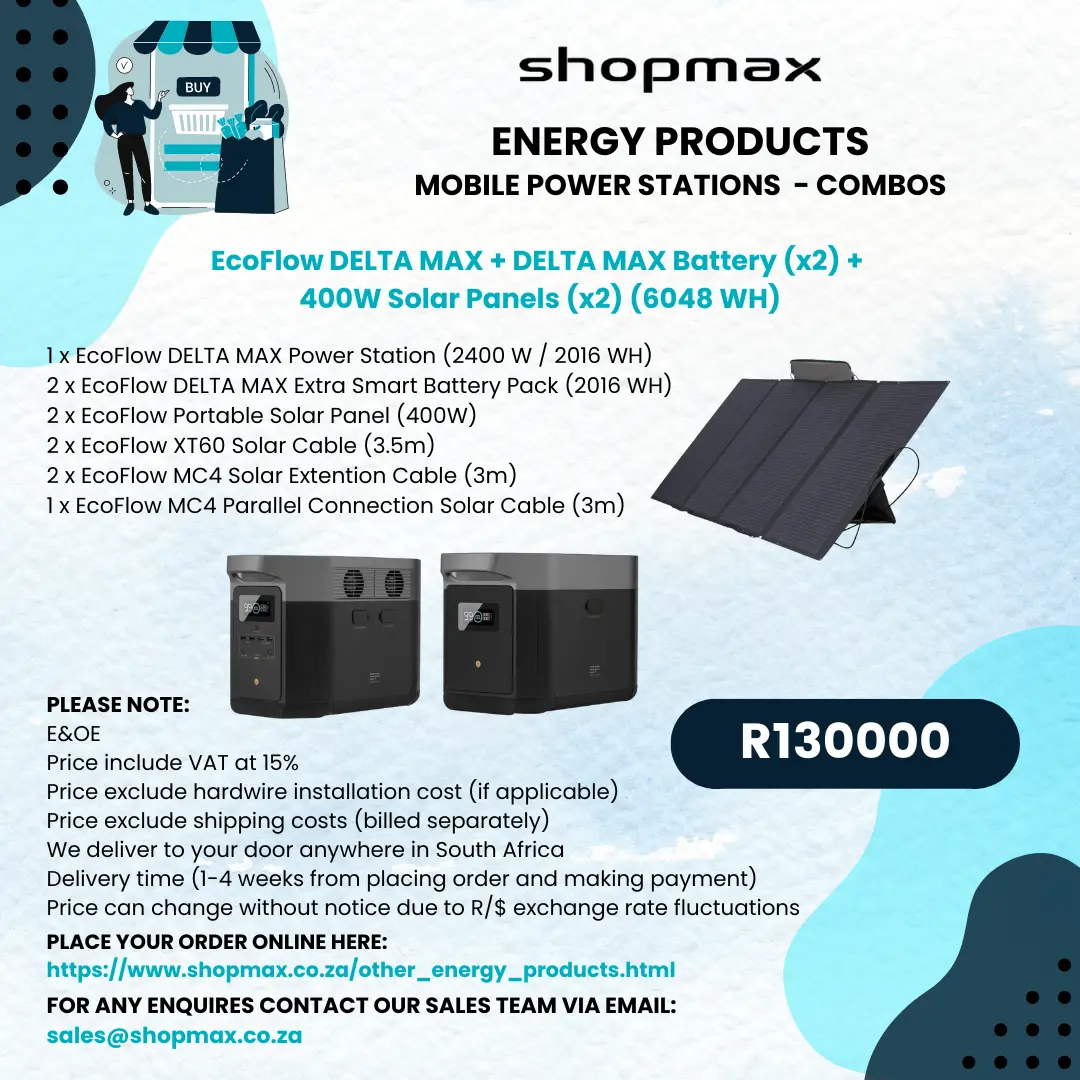 BUY
shopmax
ENERGY PRODUCTS
MOBILE POWER STATIONS - COMBOS
EcoFlow DELTA MAX + DELTA MAX Battery (x2) +
400W Solar Panels (x2) (6048 WH)
1 x EcoFlow DELTA MAX Power Station (2400 W / 2016 WH)
2 x EcoFlow DELTA MAX Extra Smart Battery Pack (2016 WH)
2 x EcoFlow Portable Solar Panel (400W)
2 x EcoFlow XT60 Solar Cable (3.5m)
2 x EcoFlow MC4 Solar Extention Cable (3m)
1 x EcoFlow MC4 Parallel Connection Solar Cable (3m)
PLEASE NOTE:
E&OE
Price include VAT at 15%
Price exclude hardwire installation cost (if applicable)
Price exclude shipping costs (billed separately)
We deliver to your door anywhere in South Africa
Delivery time (1-4 weeks from placing order and making payment)
Price can change without notice due to R/$ exchange rate fluctuations
R130000
PLACE YOUR ORDER ONLINE HERE:
https://www.shopmax.co.za/other_energy_products.html
FOR ANY ENQUIRES CONTACT OUR SALES TEAM VIA EMAIL:
sales@shopmax.co.za